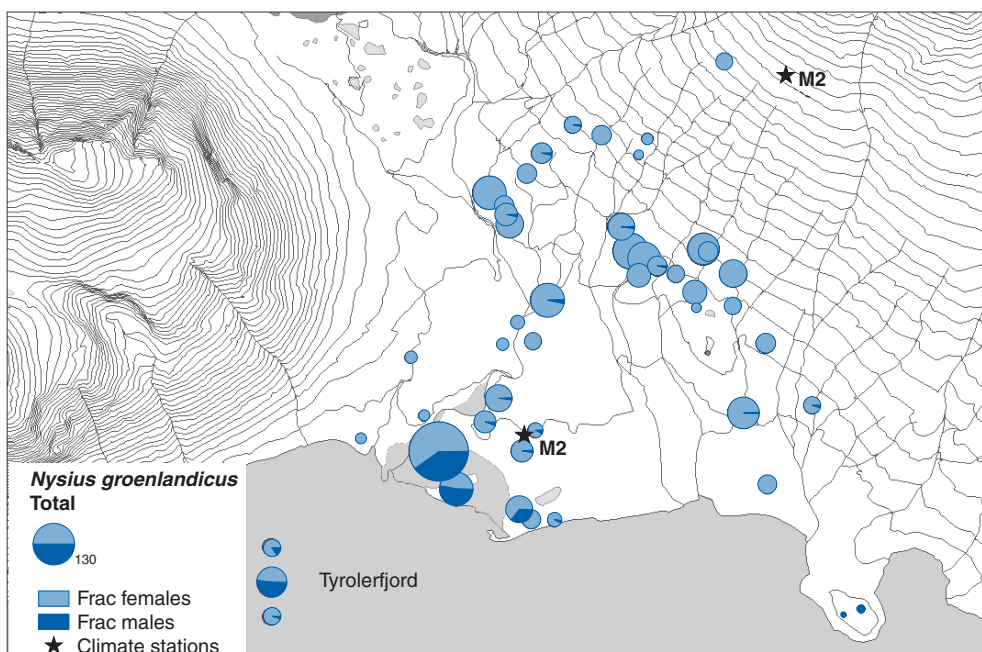 M2
M2
Nysius groenlandicus
Total
130
Tyrolerfjord
Frac females
Frac males
Climate stations